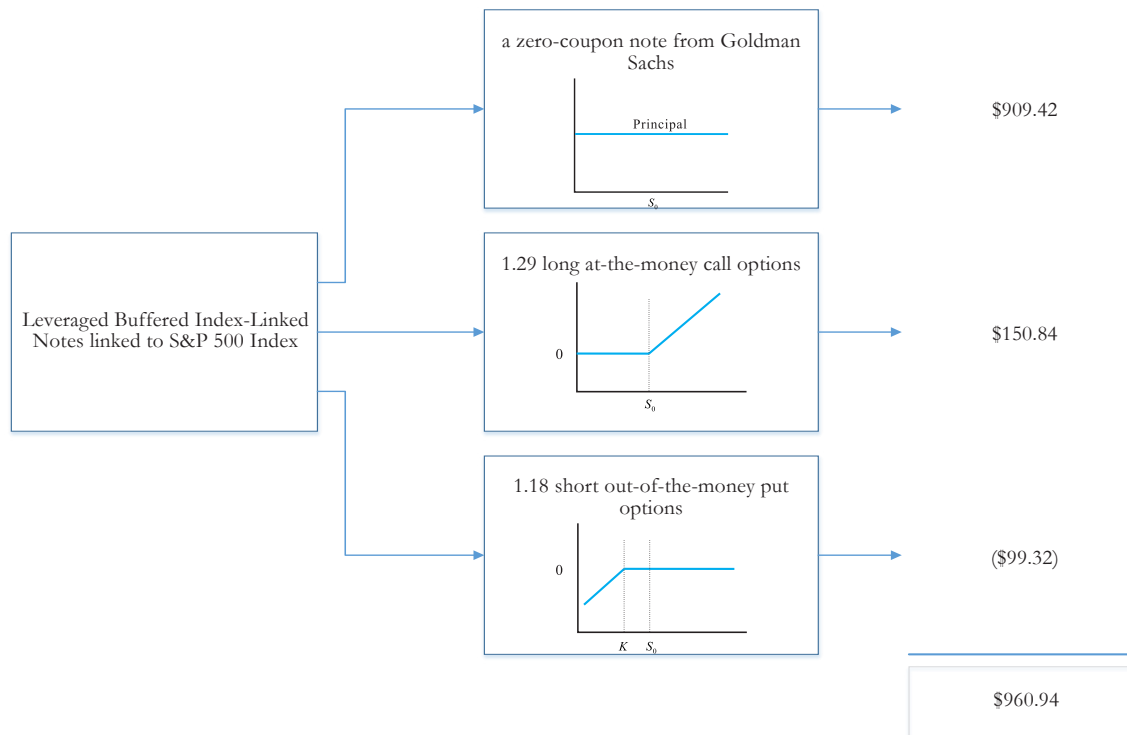 a zero-coupon note from Goldman
Sachs
Principal
S₀
$909.42
Leveraged Buffered Index-Linked
Notes linked to S&P 500 Index
1.29 long at-the-money call options
0
S₀
$150.84
1.18 short out-of-the-money put
options
0
K S₀
($99.32)
$960.94